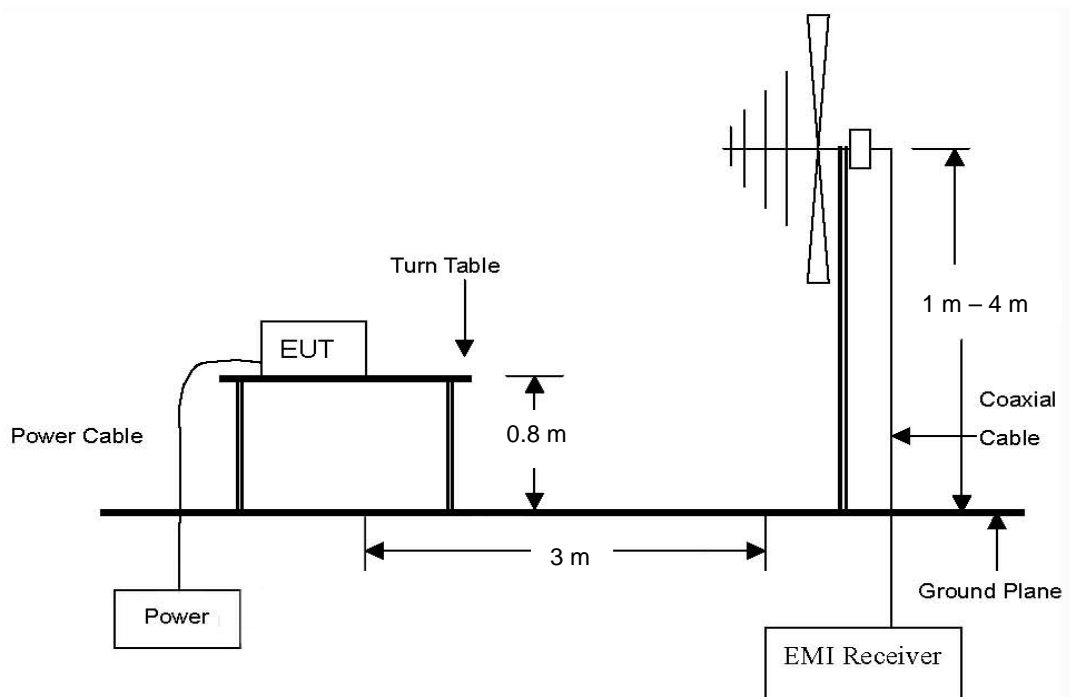 Turn Table
EUT
1 m – 4 m
Power Cable
0.8 m
Coaxial
Cable
3 m
Ground Plane
Power
EMI Receiver